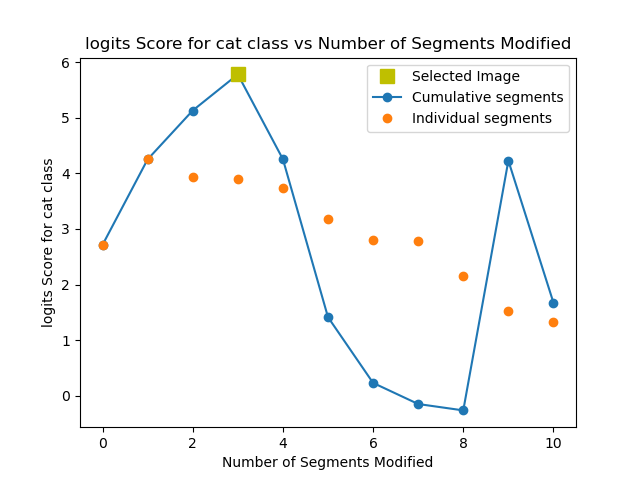 logits Score for cat class vs Number of Segments Modified
Selected Image
Cumulative segments
Individual segments
logits Score for cat class
6
5
4
3
2
1
0
0 2 4 6 8 10
Number of Segments Modified